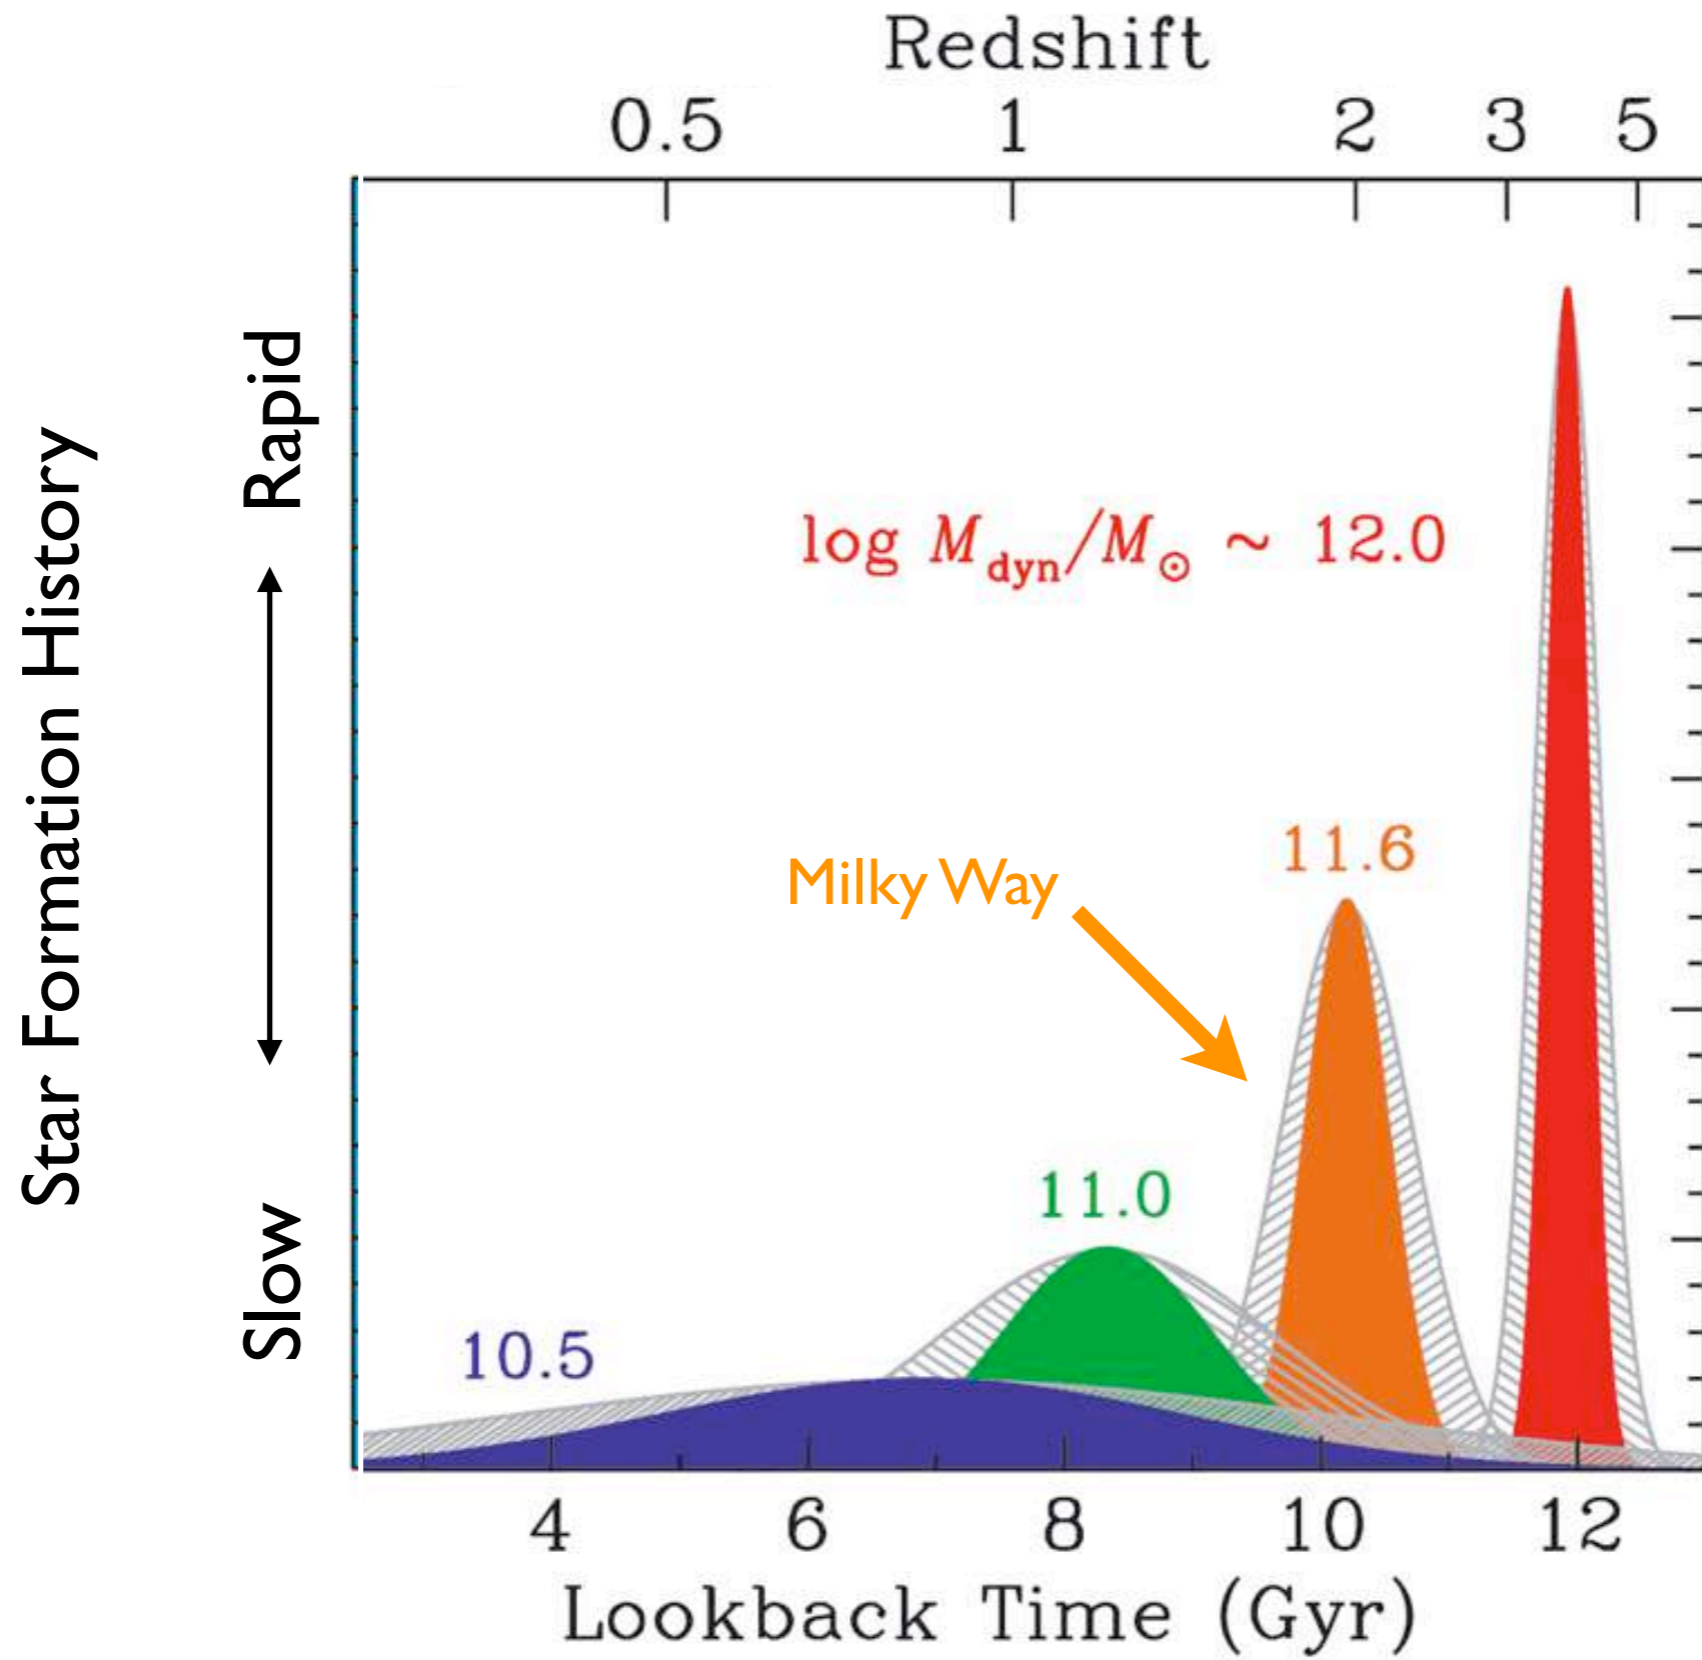 Redshift
0.5 1 2 3 5
Star Formation History
Slow Rapid
log M_dyn/M_⊙ ~ 12.0
11.6
Milky Way
11.0
10.5
4 6 8 10 12
Lookback Time (Gyr)